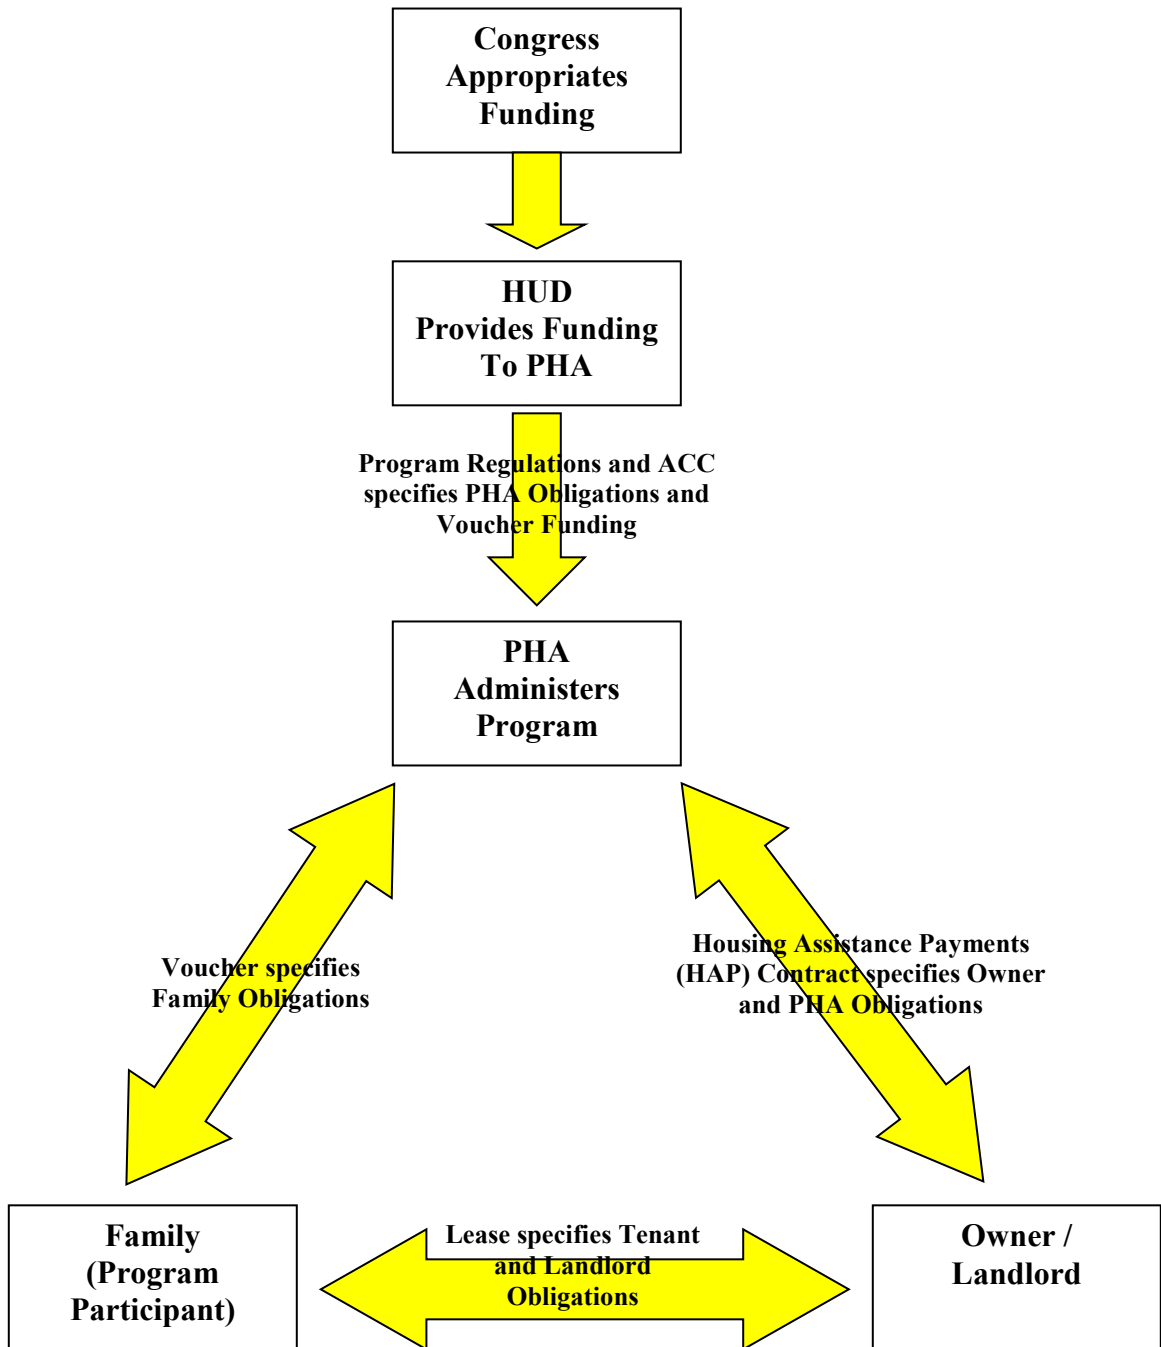 Congress
Appropriates
Funding
HUD
Provides Funding
To PHA
Program Regulations and ACC
specifies PHA Obligations and
Voucher Funding
PHA
Administers
Program
Voucher specifies
Family Obligations
Housing Assistance Payments
(HAP) Contract specifies Owner
and PHA Obligations
Family
(Program
Participant)
Lease specifies Tenant
and Landlord
Obligations
Owner /
Landlord